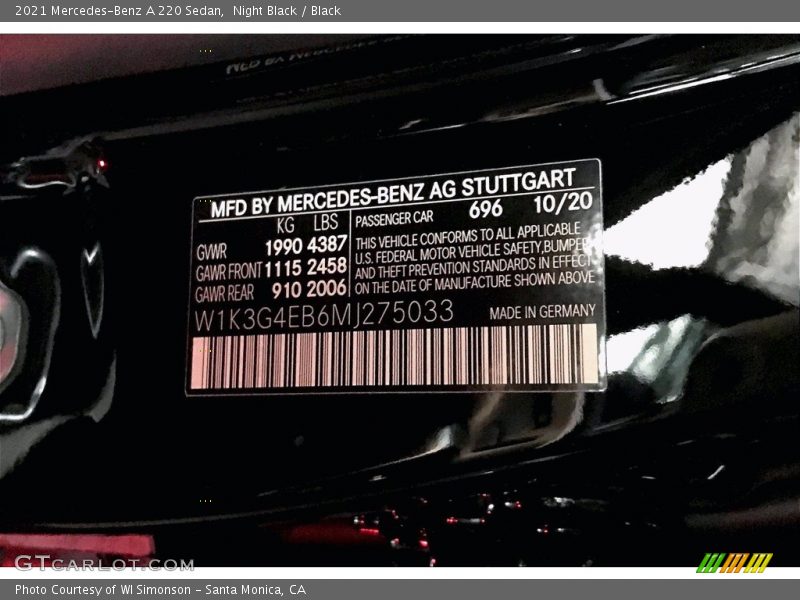 2021 Mercedes-Benz A 220 Sedan, Night Black / Black
MFD BY MERCEDES-BENZ AG STUTTGART
KG LBS PASSENGER CAR 696 10/20
GWR 1990 4387
GAWR FRONT 1115 2458
GAWR REAR 910 2006
THIS VEHICLE CONFORMS TO ALL APPLICABLE
U.S. FEDERAL MOTOR VEHICLE SAFETY, BUMPER
AND THEFT PREVENTION STANDARDS IN EFFECT
ON THE DATE OF MANUFACTURE SHOWN ABOVE
W1K3G4EB6MJ275033 MADE IN GERMANY
GTCARLOT.COM
Photo Courtesy of WI Simonson - Santa Monica, CA